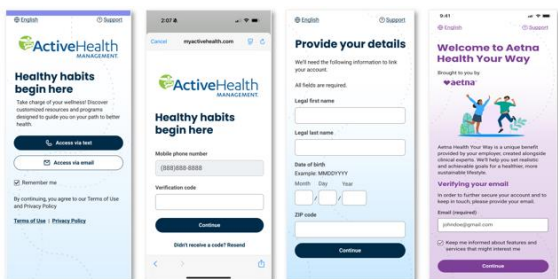 English
Support
ActiveHealth
MANAGEMENT.
Healthy habits
begin here
Take charge of your wellness! Discover
customized resources and programs
designed to guide you on your path to better
health.
Access via text
Access via email
Remember me
By continuing, you agree to our Terms of Use
and Privacy Policy
Terms of Use | Privacy Policy
2:07
Cancel
myactivehealth.com
ActiveHealth
MANAGEMENT.
Healthy habits
begin here
Mobile phone number
(888)888-8888
Verification code
Continue
Didn't receive a code? Resend
English
Support
Provide your details
We'll need the following information to link
your account.
All fields are required.
Legal first name
Legal last name
Date of birth
Example: MMDDYYYY
Month Day Year
/ /
ZIP code
Continue
9:41
English
Support
Welcome to Aetna
Health Your Way
Brought to you by
aetna
Aetna Health Your Way is a unique benefit
provided by your employer, created alongside
clinical experts. We'll help you set realistic
and achievable goals for a healthier, more
sustainable lifestyle.
Verifying your email
In order to further secure your account and
keep in touch, please provide your email.
Email (required)
johndoe@gmail.com
Keep me informed about features and
services that might interest me
Continue